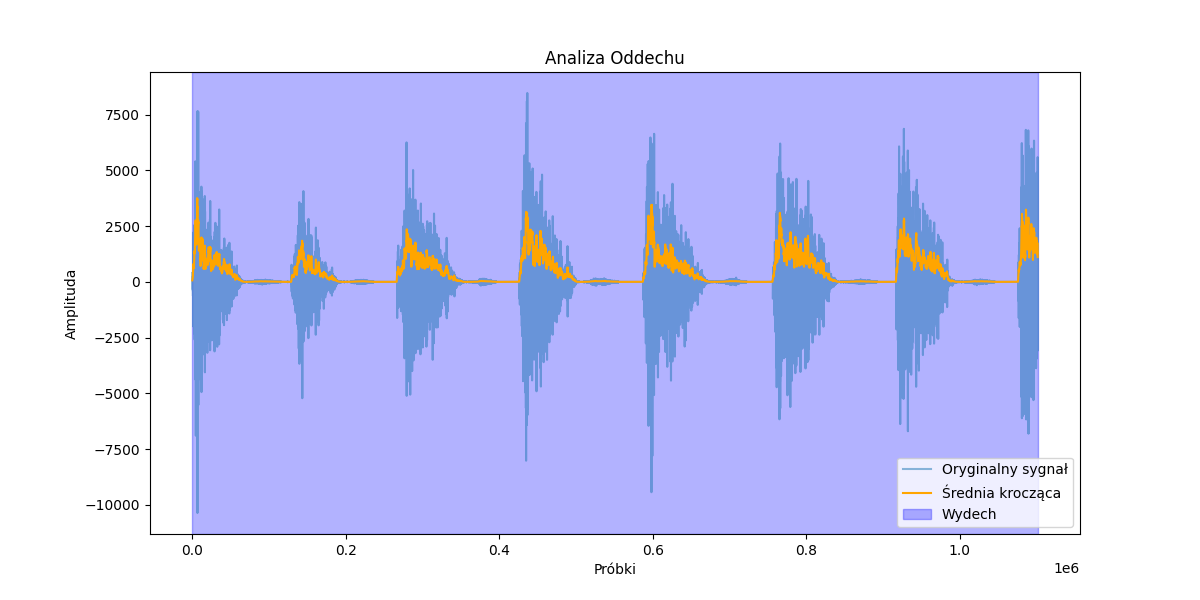 Analiza Oddechu
Amplituda
7500
5000
2500
0
−2500
−5000
−7500
−10000
Oryginalny sygnał
Średnia krocząca
Wydech
0.0 0.2 0.4 0.6 0.8 1.0
1e6
Próbki